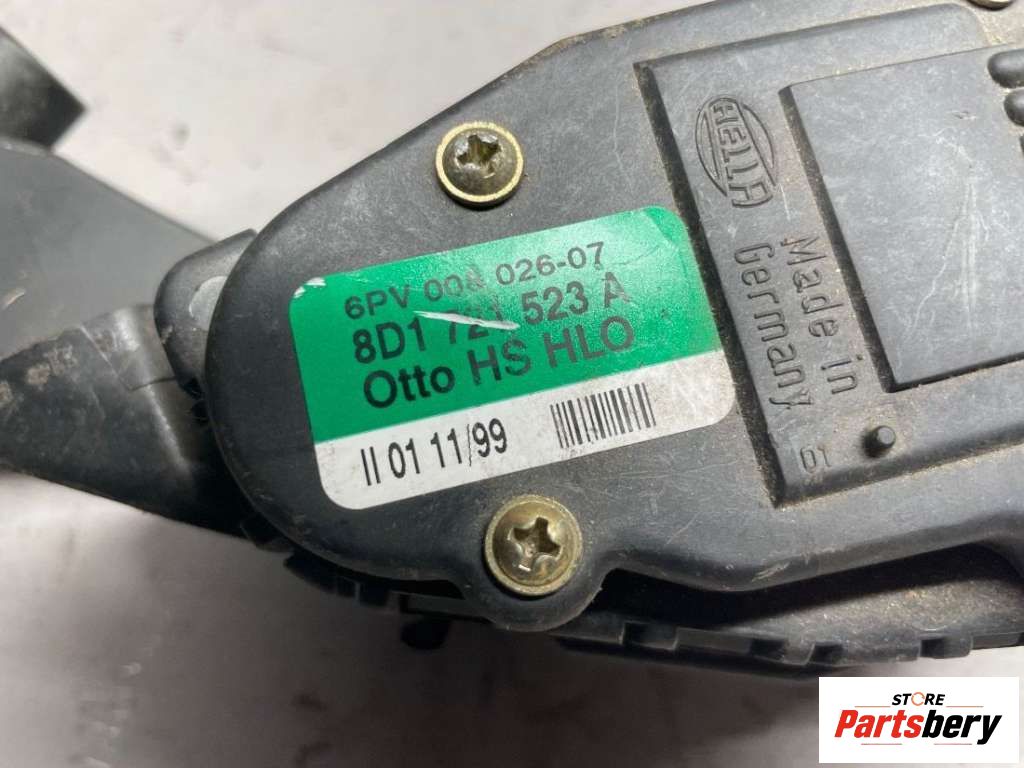 6PV 008 026-07
8D1 721 523 A
Otto HS HLO
II 01 11/99
HELLA
Made in
Germany
01
STORE
Partsbery